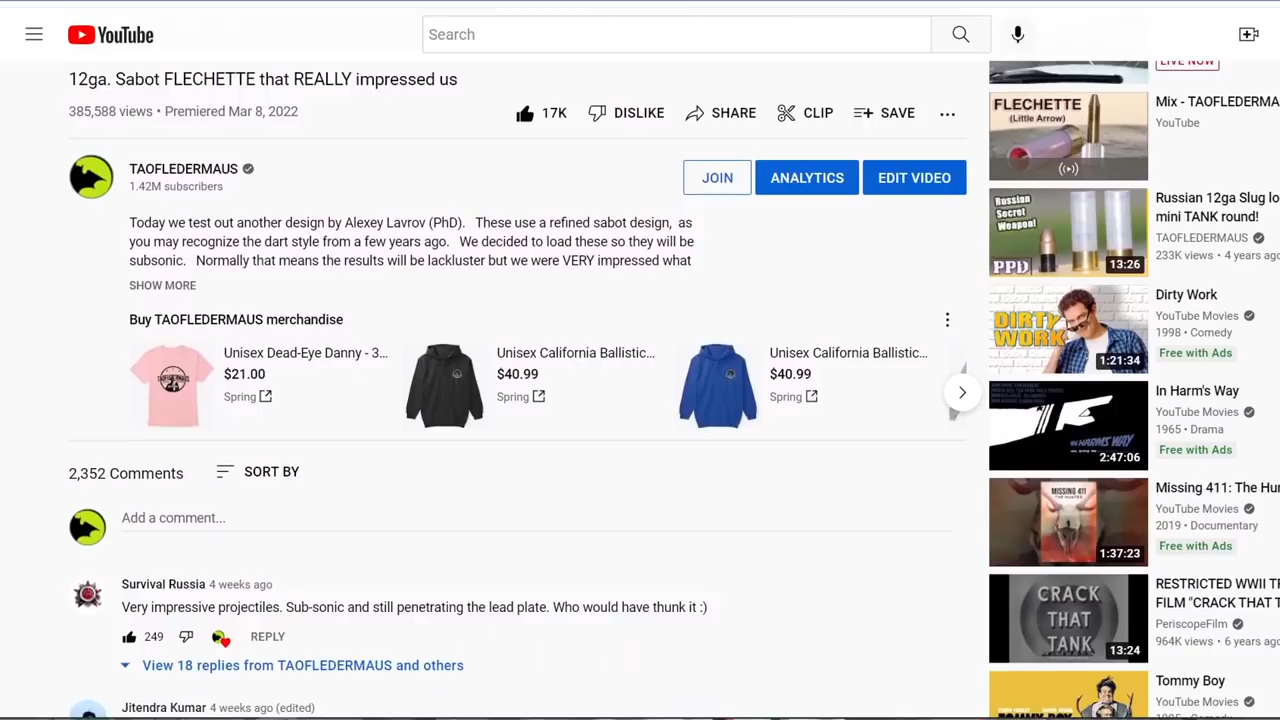 YouTube
Search
12ga. Sabot FLECHETTE that REALLY impressed us
385,588 views • Premiered Mar 8, 2022
17K
DISLIKE
SHARE
CLIP
SAVE
TAOFLEDERMAUS
1.42M subscribers
JOIN
ANALYTICS
EDIT VIDEO
Today we test out another design by Alexey Lavrov (PhD). These use a refined sabot design, as
you may recognize the dart style from a few years ago. We decided to load these so they will be
subsonic. Normally that means the results will be lackluster but we were VERY impressed what
SHOW MORE
Buy TAOFLEDERMAUS merchandise
Unisex Dead-Eye Danny - 3...
$21.00
Spring
Unisex California Ballistic...
$40.99
Spring
Unisex California Ballistic...
$40.99
Spring
2,352 Comments
SORT BY
Add a comment...
Survival Russia 4 weeks ago
Very impressive projectiles. Sub-sonic and still penetrating the lead plate. Who would have thunk it :)
249
REPLY
View 18 replies from TAOFLEDERMAUS and others
Jitendra Kumar 4 weeks ago (edited)
LIVE NOW
FLECHETTE
(Little Arrow)
Mix - TAOFLEDERMA
YouTube
Russian
Secret
Weapon!
PPD
13:26
Russian 12ga Slug lo
mini TANK round!
TAOFLEDERMAUS
233K views • 4 years ago
DIRTY
WORK
1:21:34
Dirty Work
YouTube Movies
1998 • Comedy
Free with Ads
IN HARM'S WAY
2:47:06
In Harm's Way
YouTube Movies
1965 • Drama
Free with Ads
MISSING 411
1:37:23
Missing 411: The Hu
YouTube Movies
2019 • Documentary
Free with Ads
CRACK
THAT
TANK
13:24
RESTRICTED WWII T
FILM "CRACK THAT T
PeriscopeFilm
964K views • 6 years ago
TOMMY BOY
Tommy Boy
YouTube Movies